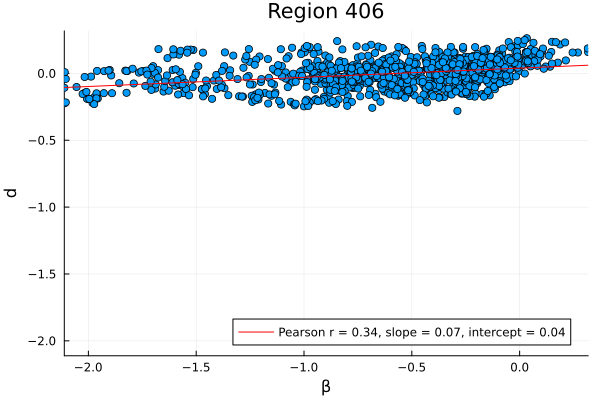 Region 406
d
0.0
−0.5
−1.0
−1.5
−2.0
Pearson r = 0.34, slope = 0.07, intercept = 0.04
−2.0 −1.5 −1.0 −0.5 0.0
β